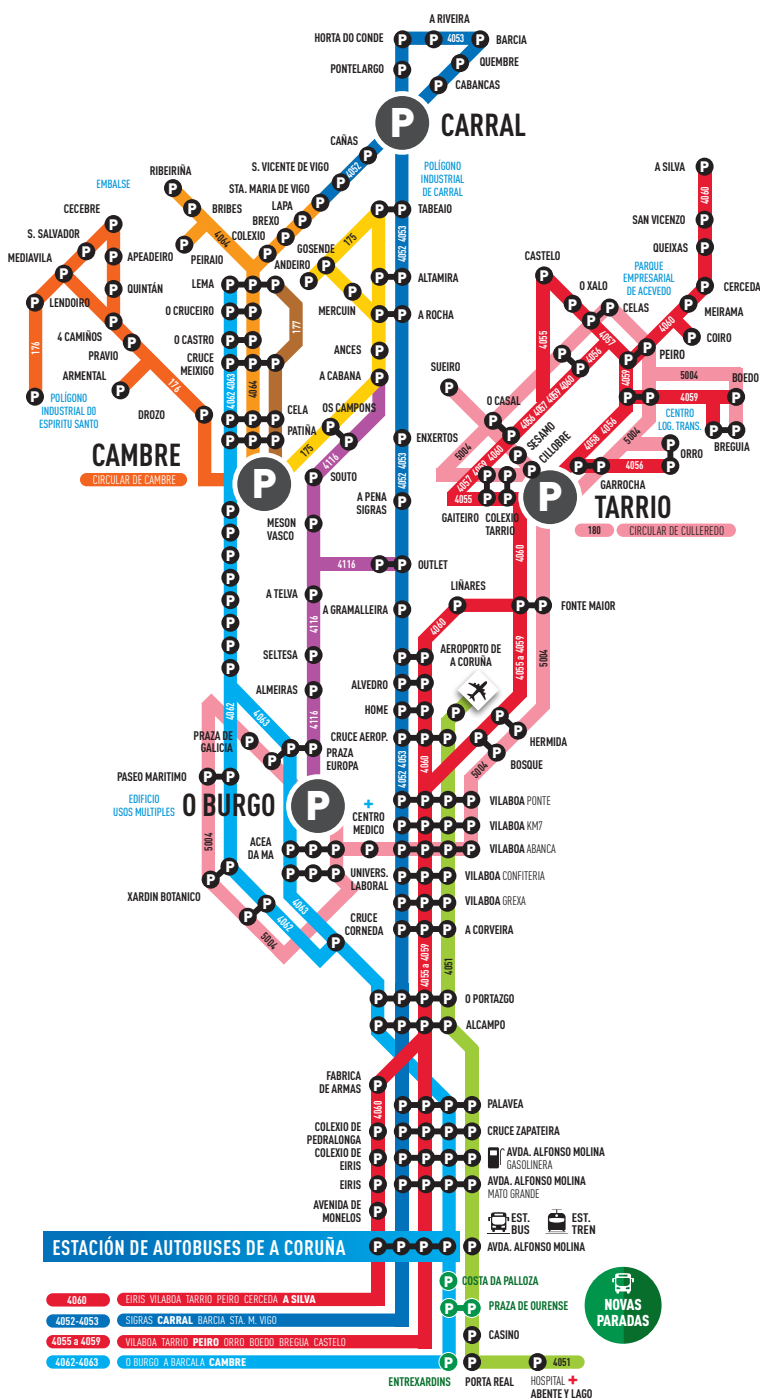 A RIVEIRA
HORTA DO CONDE
4053
BARCIA
PONTELARGO
QUEMBRE
CABANCAS
P CARRAL
CAÑAS
4052
S. VICENTE DE VIGO
STA. MARIA DE VIGO
LAPA
BREXO
COLEXIO
POLÍGONO
INDUSTRIAL
DE CARRAL
A SILVA
4060
EMBALSE
RIBEIRIÑA
BRIBES
4064
PEIRAIO
CECEBRE
S. SALVADOR
MEDIAVILA
APEADEIRO
QUINTÁN
LENDOIRO
4 CAMIÑOS
PRAVIO
176
ARMENTAL
176
POLÍGONO
INDUSTRIAL DO
ESPIRITU SANTO
DROZO
TABEAIO
175
4052 4053
GOSENDE
ANDEIRO
ALTAMIRA
MERCUIN
A ROCHA
LEMA
O CRUCEIRO
177
O CASTRO
CRUCE
MEIXIGO
4062 4063
4064
ANCES
A CABANA
CELA
PATIÑA
OS CAMPONS
4116
175
SAN VICENZO
QUEIXAS
CASTELO
PARQUE
EMPRESARIAL
DE ACEVEDO
CERCEDA
O XALO
CELAS
MEIRAMA
4060
COIRO
4055
4057
4056
4057 4059 4060
4056
PEIRO
5004
BOEDO
4059
4059
SUEIRO
O CASAL
CENTRO
LOG. TRANS.
BREGUIA
SESAMO
CILLOBRE
5004
4060
4057 4059
4058 4056
5004
ORRO
4056
GARROCHA
4055
GAITEIRO
COLEXIO
TARRIO
P TARRIO
180 CIRCULAR DE CULLEREDO
CAMBRE P
CIRCULAR DE CAMBRE
ENXERTOS
4052 4053
SOUTO
A PENA
SIGRAS
MESON
VASCO
4116
OUTLET
4060
LIÑARES
FONTE MAIOR
A TELVA
A GRAMALLEIRA
4060
4116
4055 a 4059
5004
SELTESA
AEROPORTO DE
A CORUÑA
ALMEIRAS
ALVEDRO
HOME
4062
4063
4116
CRUCE AEROP.
HERMIDA
BOSQUE
PRAZA DE
GALICIA
PRAZA
EUROPA
4052 4053
4060
5004
PASEO MARITIMO
EDIFICIO
USOS MULTIPLES
O BURGO P
CENTRO
MEDICO
VILABOA PONTE
VILABOA KM7
VILABOA ABANCA
5004
ACEA
DA MA
UNIVERS.
LABORAL
VILABOA CONFITERIA
XARDIN BOTANICO
VILABOA GREXA
4063
4062
5004
CRUCE
CORNEDA
A CORVEIRA
4055 a 4059
4051
O PORTAZGO
ALCAMPO
FABRICA
DE ARMAS
4060
PALAVEA
COLEXIO DE
PEDRALONGA
CRUCE ZAPATEIRA
COLEXIO DE
EIRIS
AVDA. ALFONSO MOLINA
GASOLINERA
EIRIS
AVDA. ALFONSO MOLINA
MATO GRANDE
AVENIDA DE
MONELOS
EST.
BUS
EST.
TREN
ESTACIÓN DE AUTOBUSES DE A CORUÑA
AVDA. ALFONSO MOLINA
COSTA DA PALLOZA
4060 EIRIS VILABOA TARRIO PEIRO CERCEDA A SILVA
PRAZA DE OURENSE
NOVAS
PARADAS
4052-4053 SIGRAS CARRAL BARCIA STA. M. VIGO
CASINO
4055 a 4059 VILABOA TARRIO PEIRO ORRO BOEDO BREGUA CASTELO
4062-4063 O BURGO A BARCALA CAMBRE
4051
ENTREXARDINS
PORTA REAL
HOSPITAL
ABENTE Y LAGO